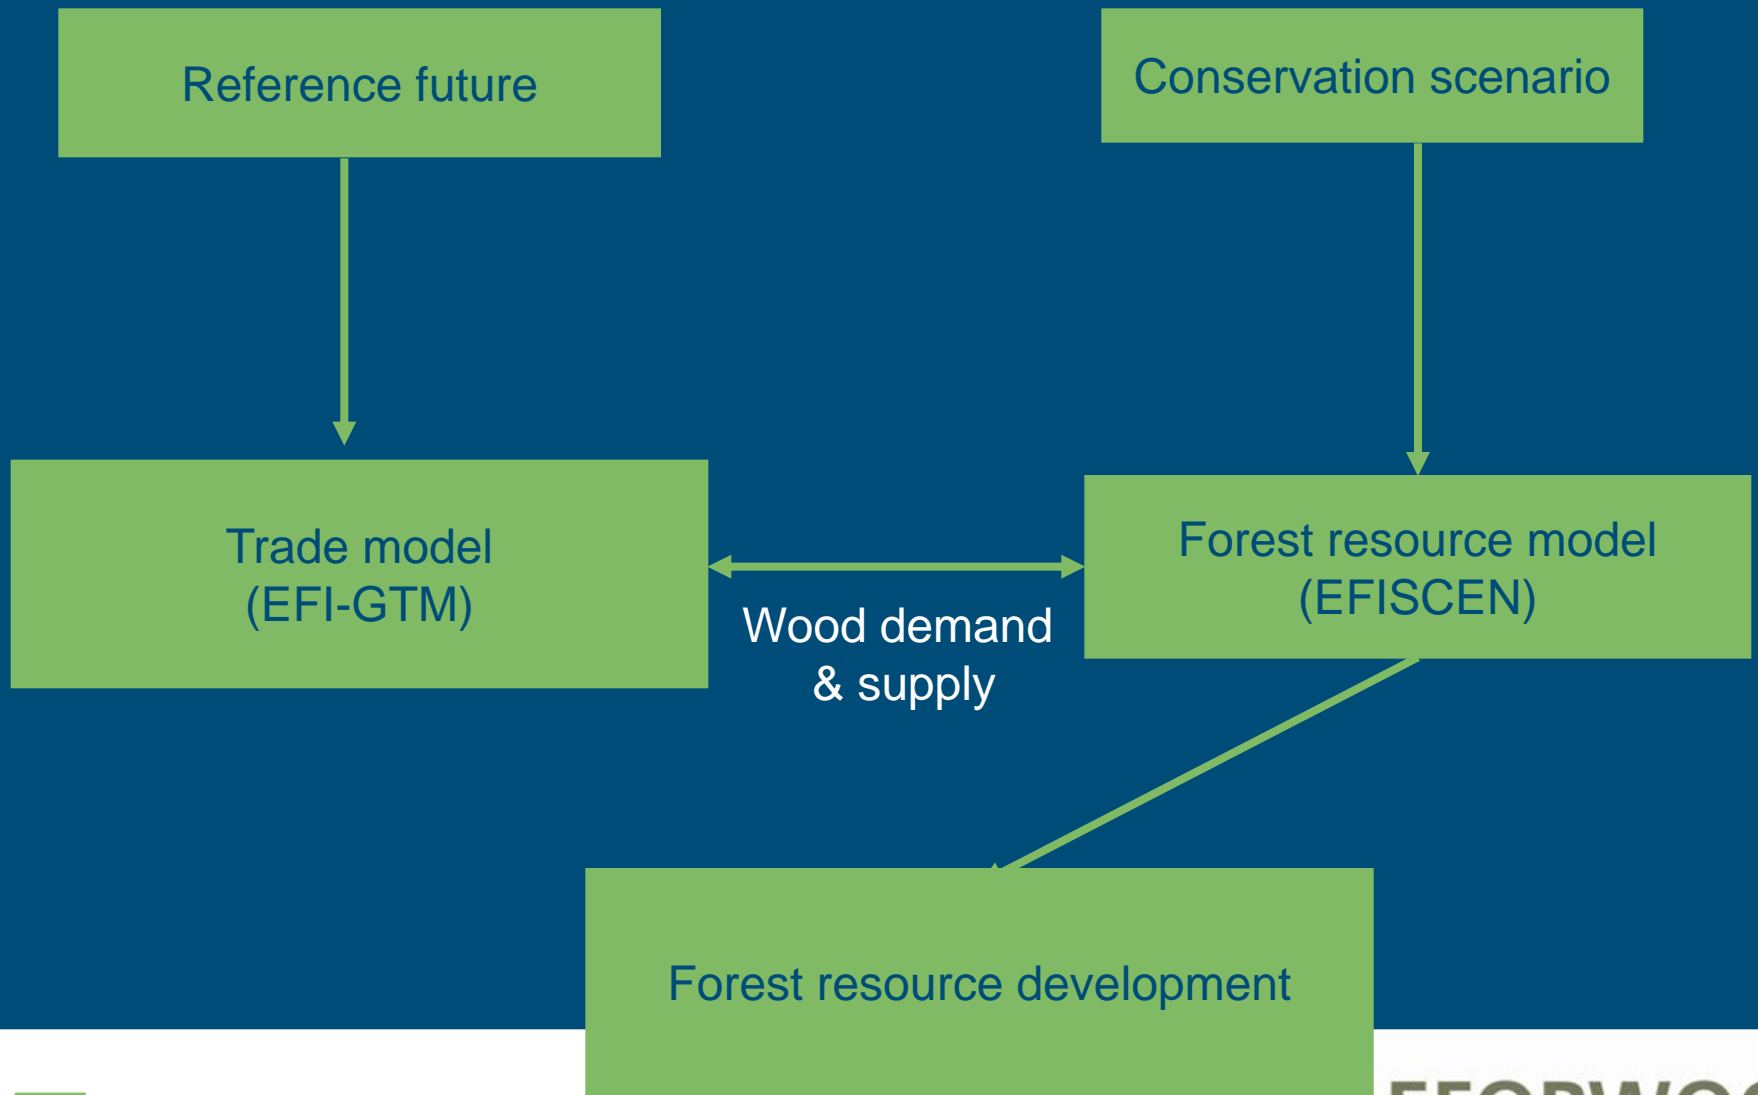 Reference future
Conservation scenario
Trade model
(EFI-GTM)
Forest resource model
(EFISCEN)
Wood demand
& supply
Forest resource development